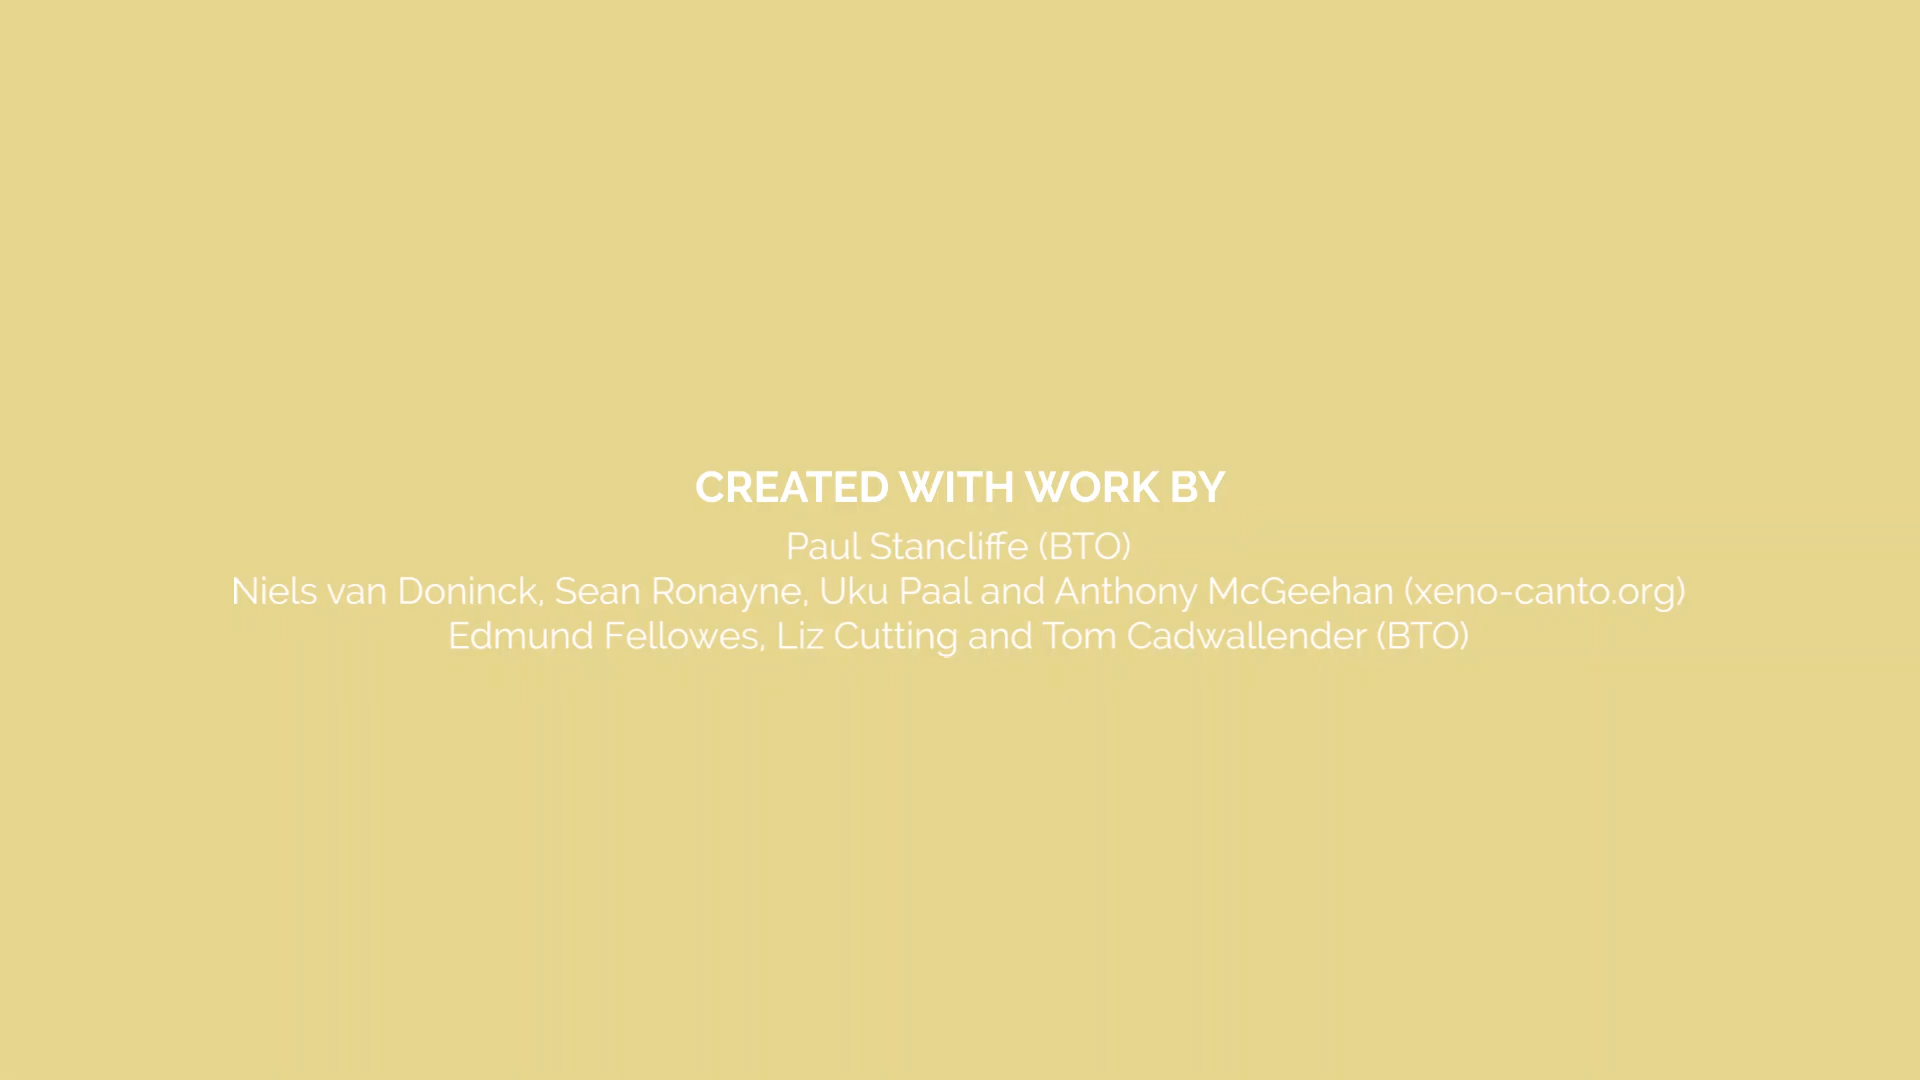 CREATED WITH WORK BY
Paul Stancliffe (BTO)
Niels van Doninck, Sean Ronayne, Uku Paal and Anthony McGeehan (xeno-canto.org)
Edmund Fellowes, Liz Cutting and Tom Cadwallender (BTO)